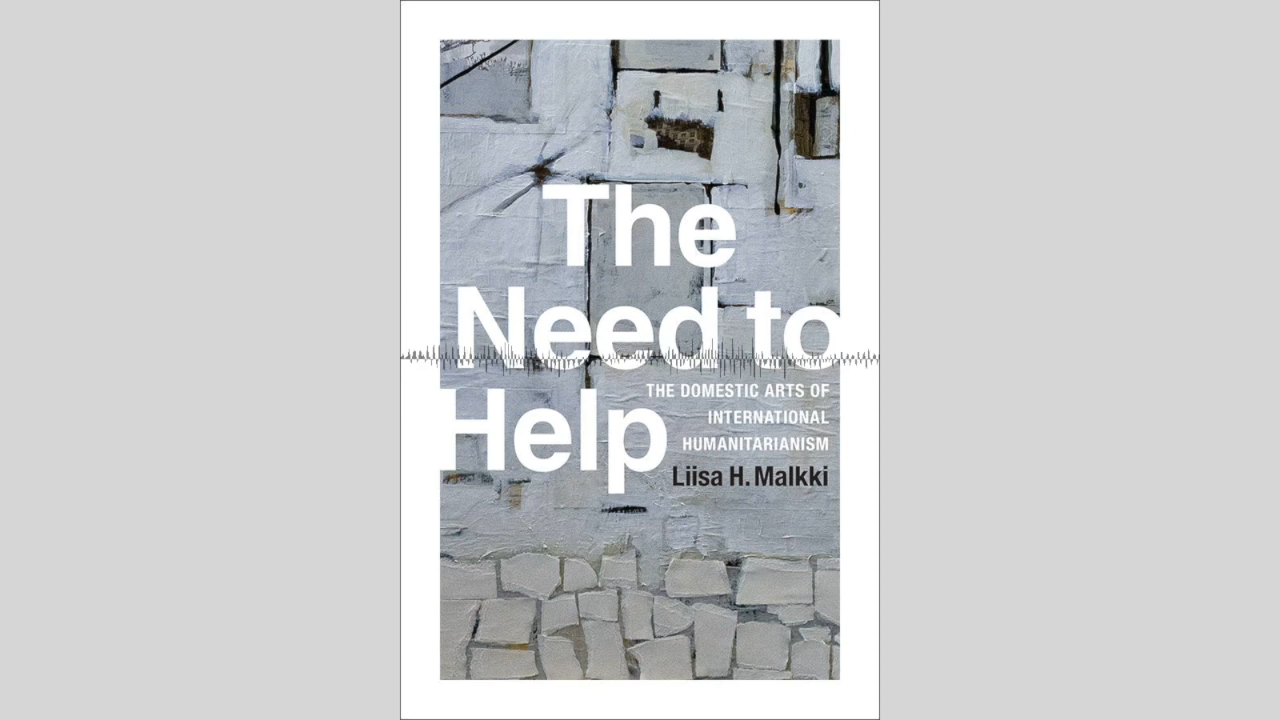 The
Need to
Help
THE DOMESTIC ARTS OF
INTERNATIONAL
HUMANITARIANISM
Liisa H. Malkki